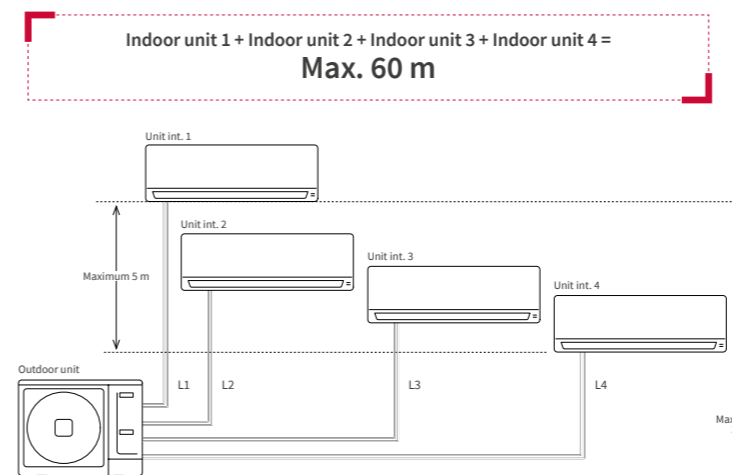 Indoor unit 1 + Indoor unit 2 + Indoor unit 3 + Indoor unit 4 =
Max. 60 m
Unit int. 1
Unit int. 2
Unit int. 3
Unit int. 4
Maximum 5 m
Outdoor unit
L1
L2
L3
L4